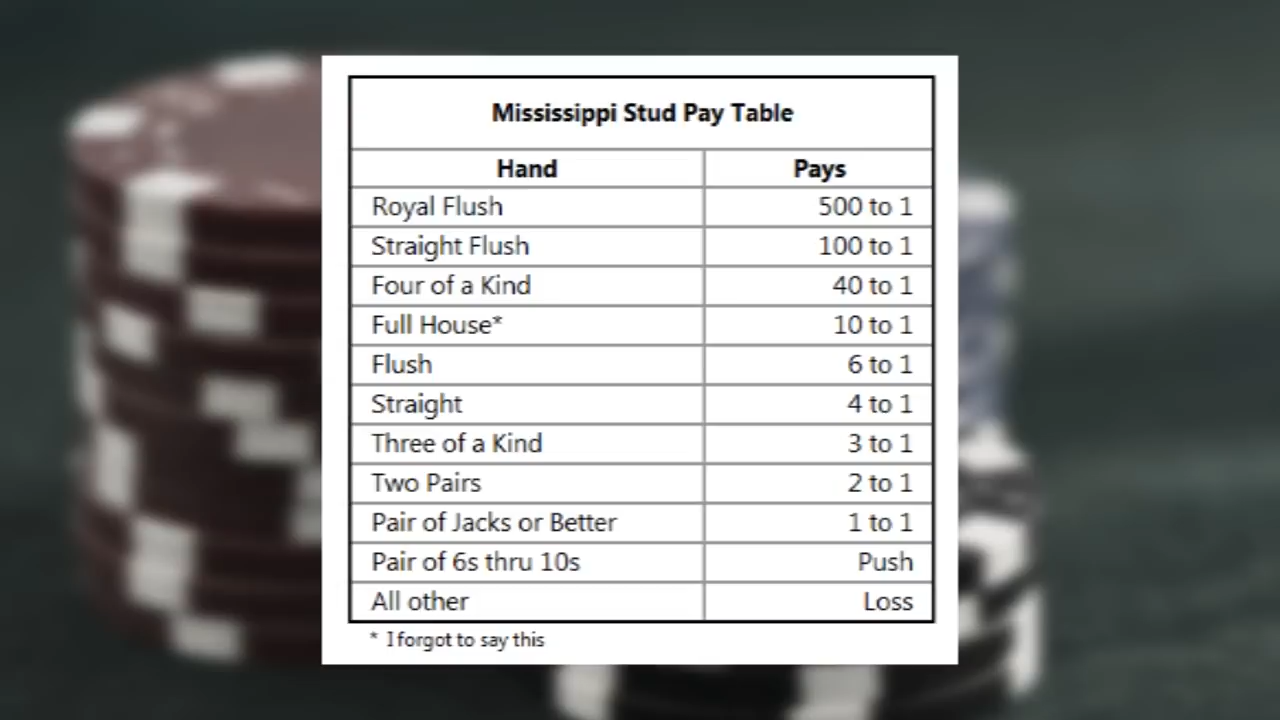 Mississippi Stud Pay Table
Hand Pays
Royal Flush 500 to 1
Straight Flush 100 to 1
Four of a Kind 40 to 1
Full House* 10 to 1
Flush 6 to 1
Straight 4 to 1
Three of a Kind 3 to 1
Two Pairs 2 to 1
Pair of Jacks or Better 1 to 1
Pair of 6s thru 10s Push
All other Loss
* I forgot to say this